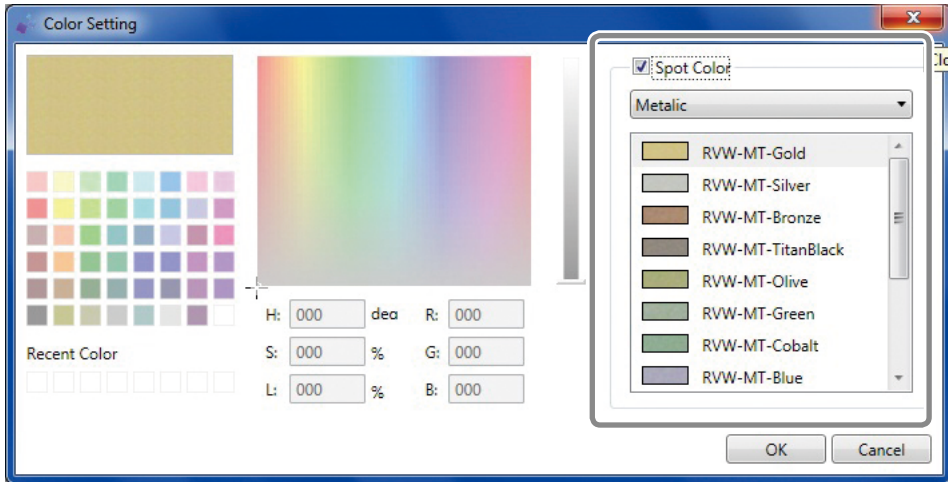 Color Setting
Spot Color
Metalic
RVW-MT-Gold
RVW-MT-Silver
RVW-MT-Bronze
RVW-MT-TitanBlack
RVW-MT-Olive
RVW-MT-Green
RVW-MT-Cobalt
RVW-MT-Blue
H: 000 deg R: 000
S: 000 % G: 000
L: 000 % B: 000
Recent Color
OK Cancel